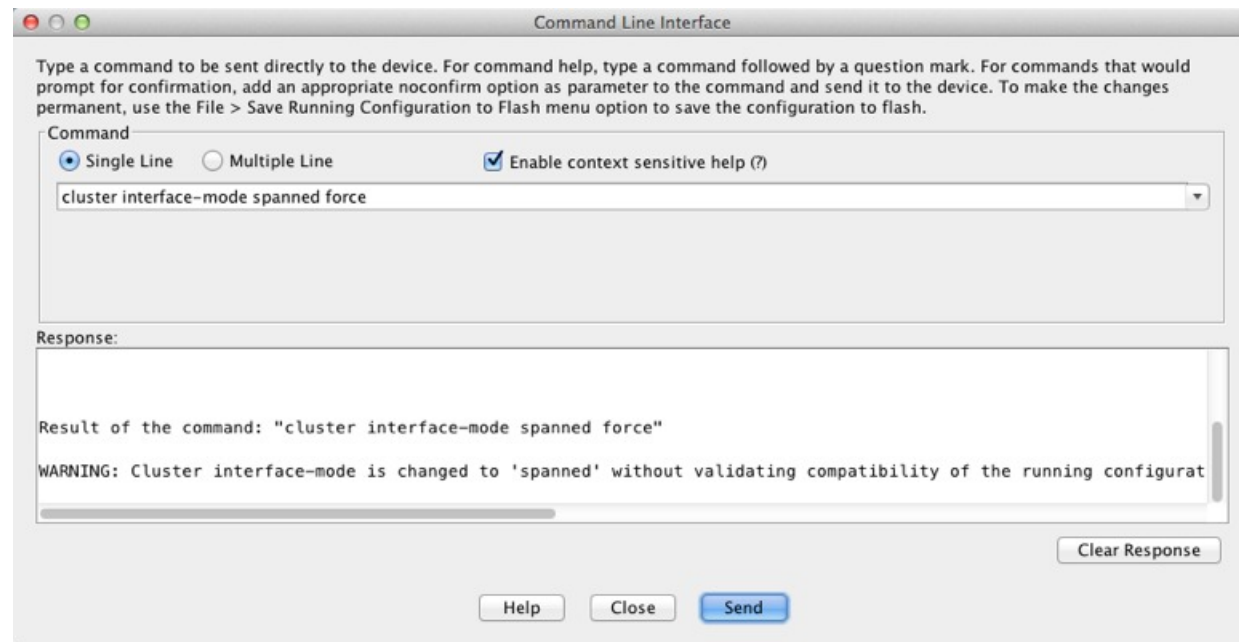 Command Line Interface
Type a command to be sent directly to the device. For command help, type a command followed by a question mark. For commands that would
prompt for confirmation, add an appropriate noconfirm option as parameter to the command and send it to the device. To make the changes
permanent, use the File > Save Running Configuration to Flash menu option to save the configuration to flash.
Command
Single Line Multiple Line Enable context sensitive help (?)
cluster interface-mode spanned force
Response:
Result of the command: "cluster interface-mode spanned force"
WARNING: Cluster interface-mode is changed to 'spanned' without validating compatibility of the running configurat
Clear Response
Help Close Send